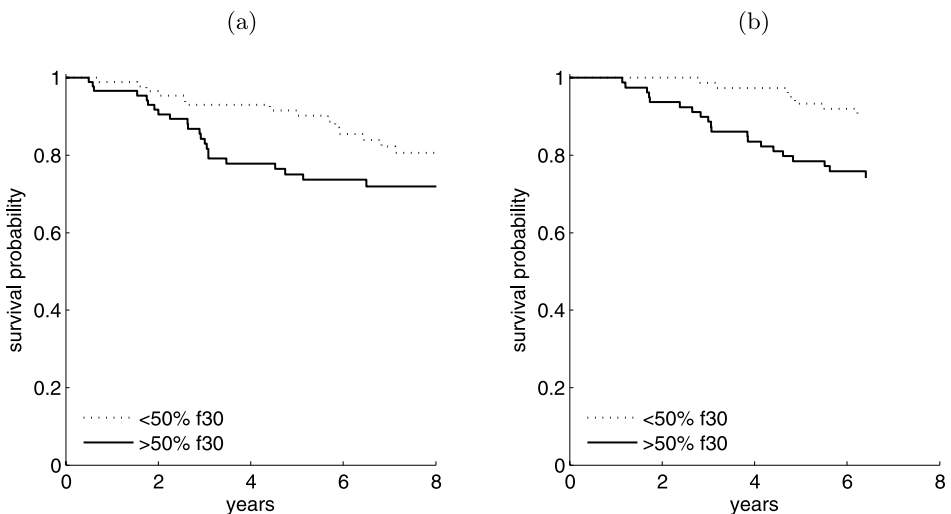 (a)
survival probability
1
0.8
0.6
0.4
0.2
0
<50% f30
>50% f30
0 2 4 6 8
years
(b)
survival probability
1
0.8
0.6
0.4
0.2
0
<50% f30
>50% f30
0 2 4 6 8
years